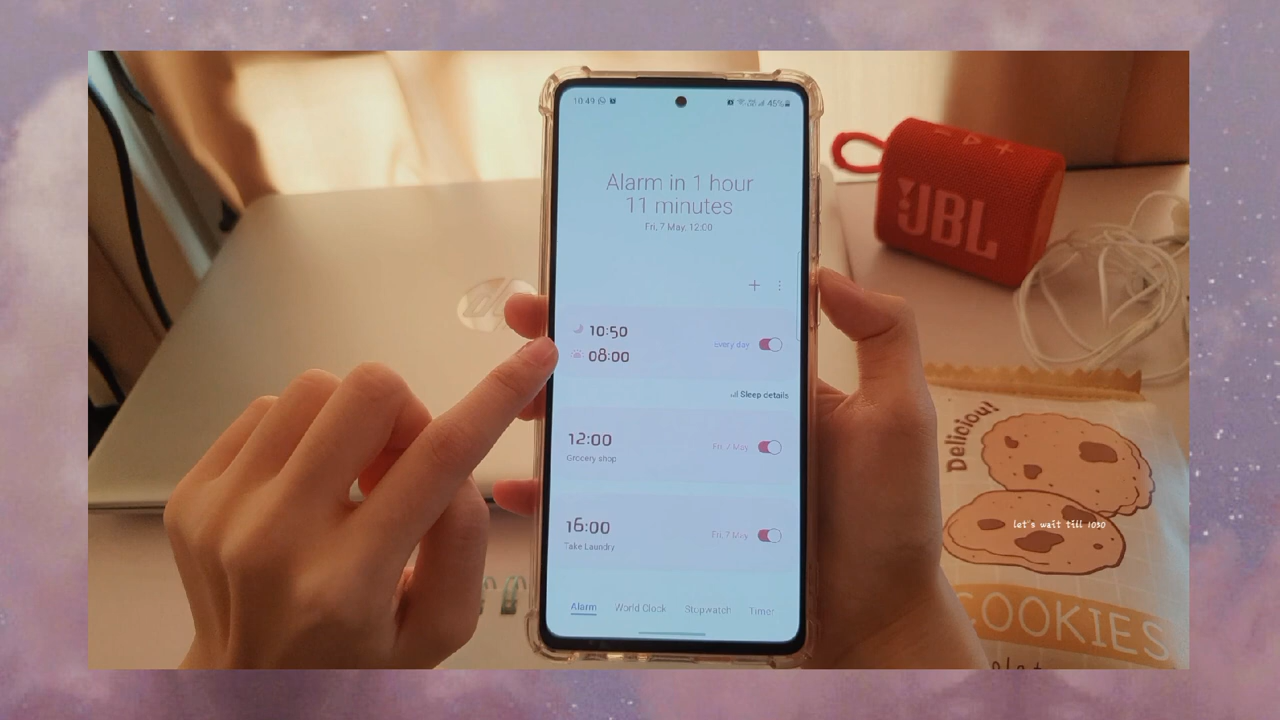 10:49
45%
Alarm in 1 hour
11 minutes
Fri, 7 May, 12:00
10:50
08:00
Every day
Sleep details
12:00
Grocery shop
Fri, 7 May
16:00
Take Laundry
Fri, 7 May
Alarm World Clock Stopwatch Timer
hp
JBL
Delicious!
let's wait till 1050
COOKIES